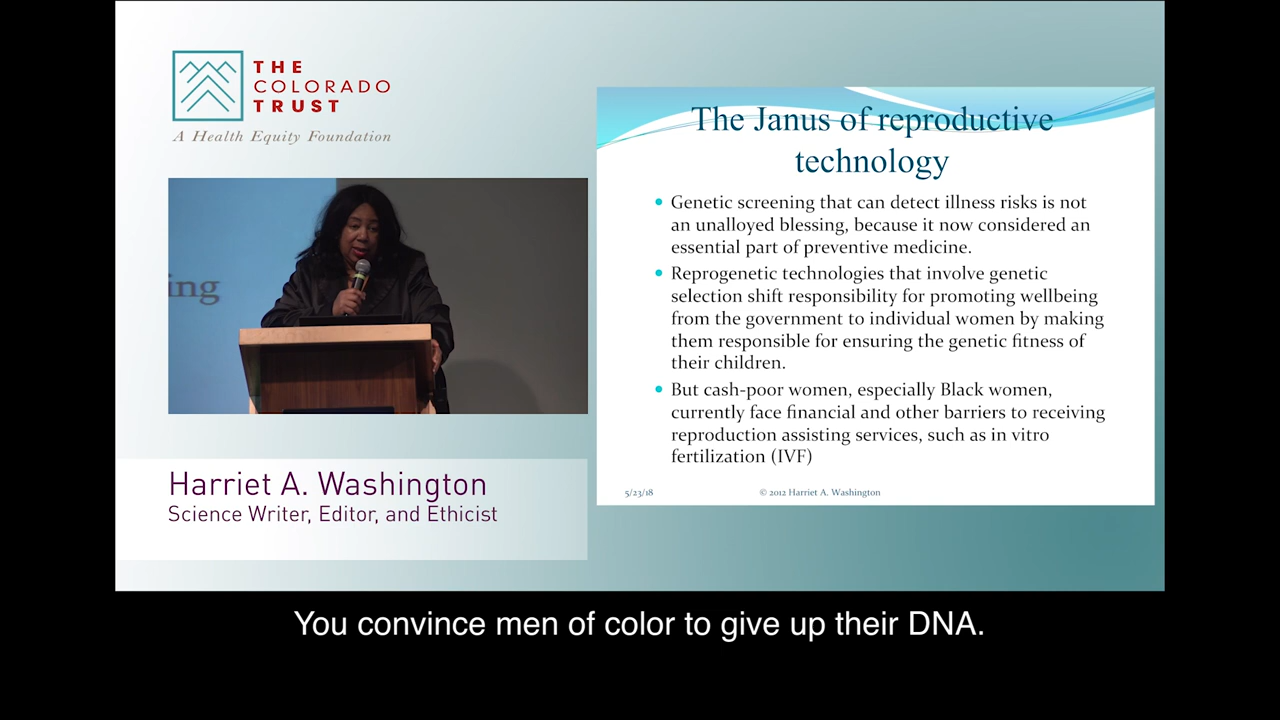 THE
COLORADO
TRUST
A Health Equity Foundation
ing
Harriet A. Washington
Science Writer, Editor, and Ethicist
The Janus of reproductive
technology
• Genetic screening that can detect illness risks is not
an unalloyed blessing, because it now considered an
essential part of preventive medicine.
• Reprogenetic technologies that involve genetic
selection shift responsibility for promoting wellbeing
from the government to individual women by making
them responsible for ensuring the genetic fitness of
their children.
• But cash-poor women, especially Black women,
currently face financial and other barriers to receiving
reproduction assisting services, such as in vitro
fertilization (IVF)
5/23/18
© 2012 Harriet A. Washington
You convince men of color to give up their DNA.